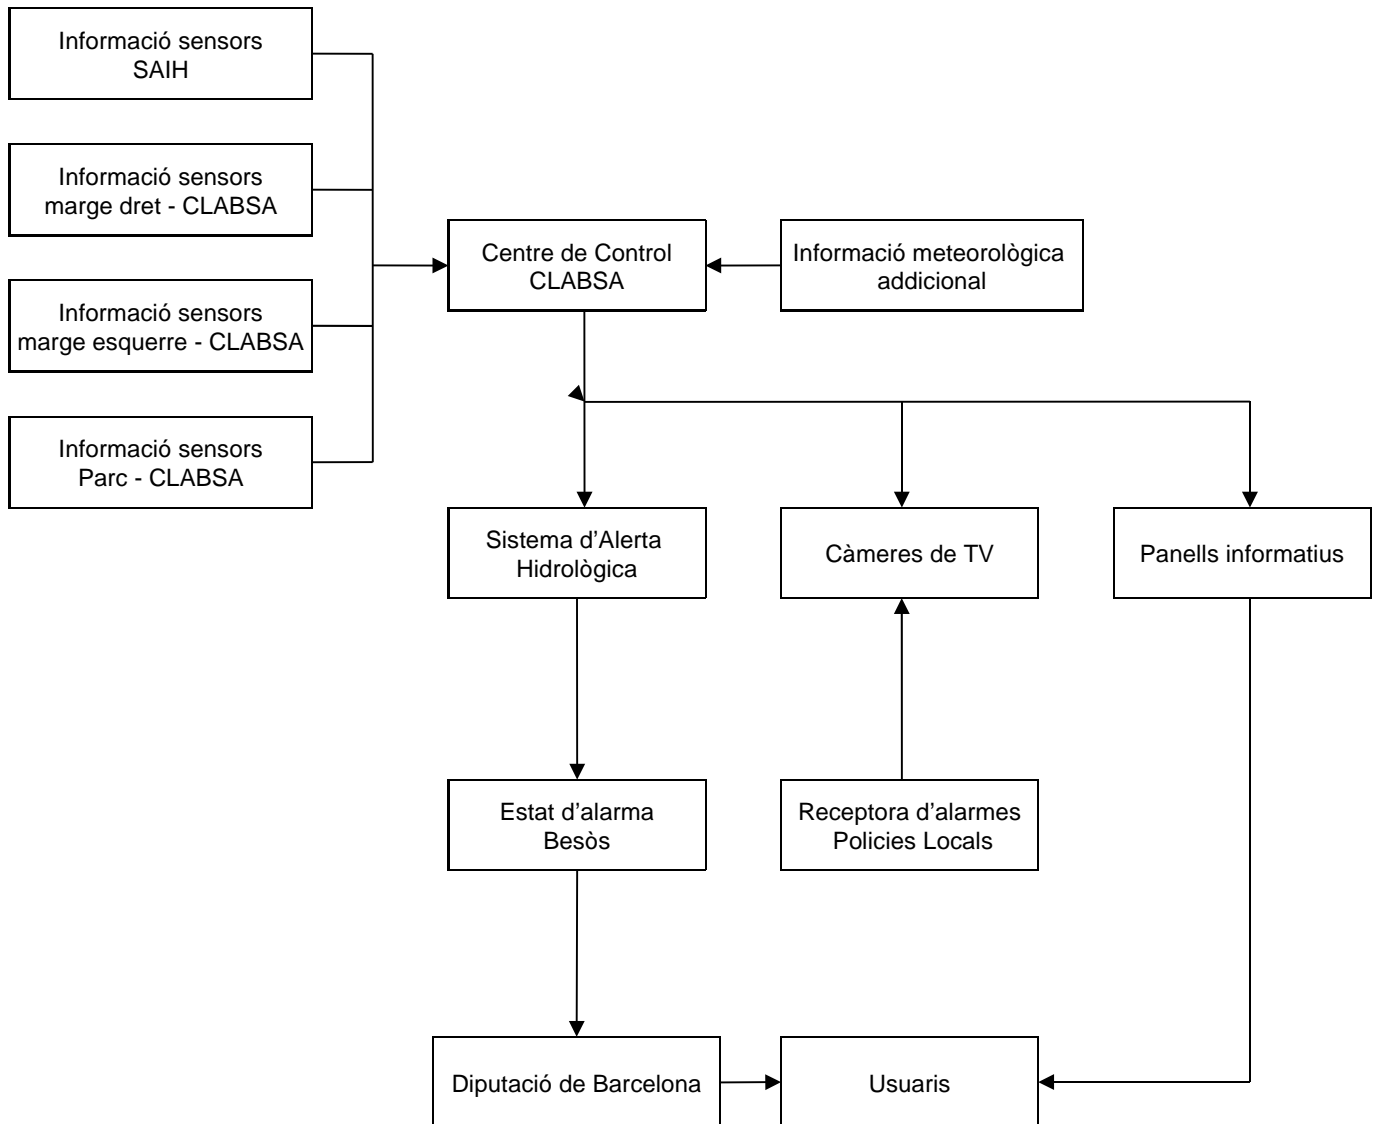 Informació sensors
SAIH
Informació sensors
marge dret - CLABSA
Centre de Control
CLABSA
Informació meteorològica
addicional
Informació sensors
marge esquerre - CLABSA
Informació sensors
Parc - CLABSA
Sistema d’Alerta
Hidrològica
Càmeres de TV
Panells informatius
Estat d’alarma
Besòs
Receptora d’alarmes
Policies Locals
Diputació de Barcelona
Usuaris